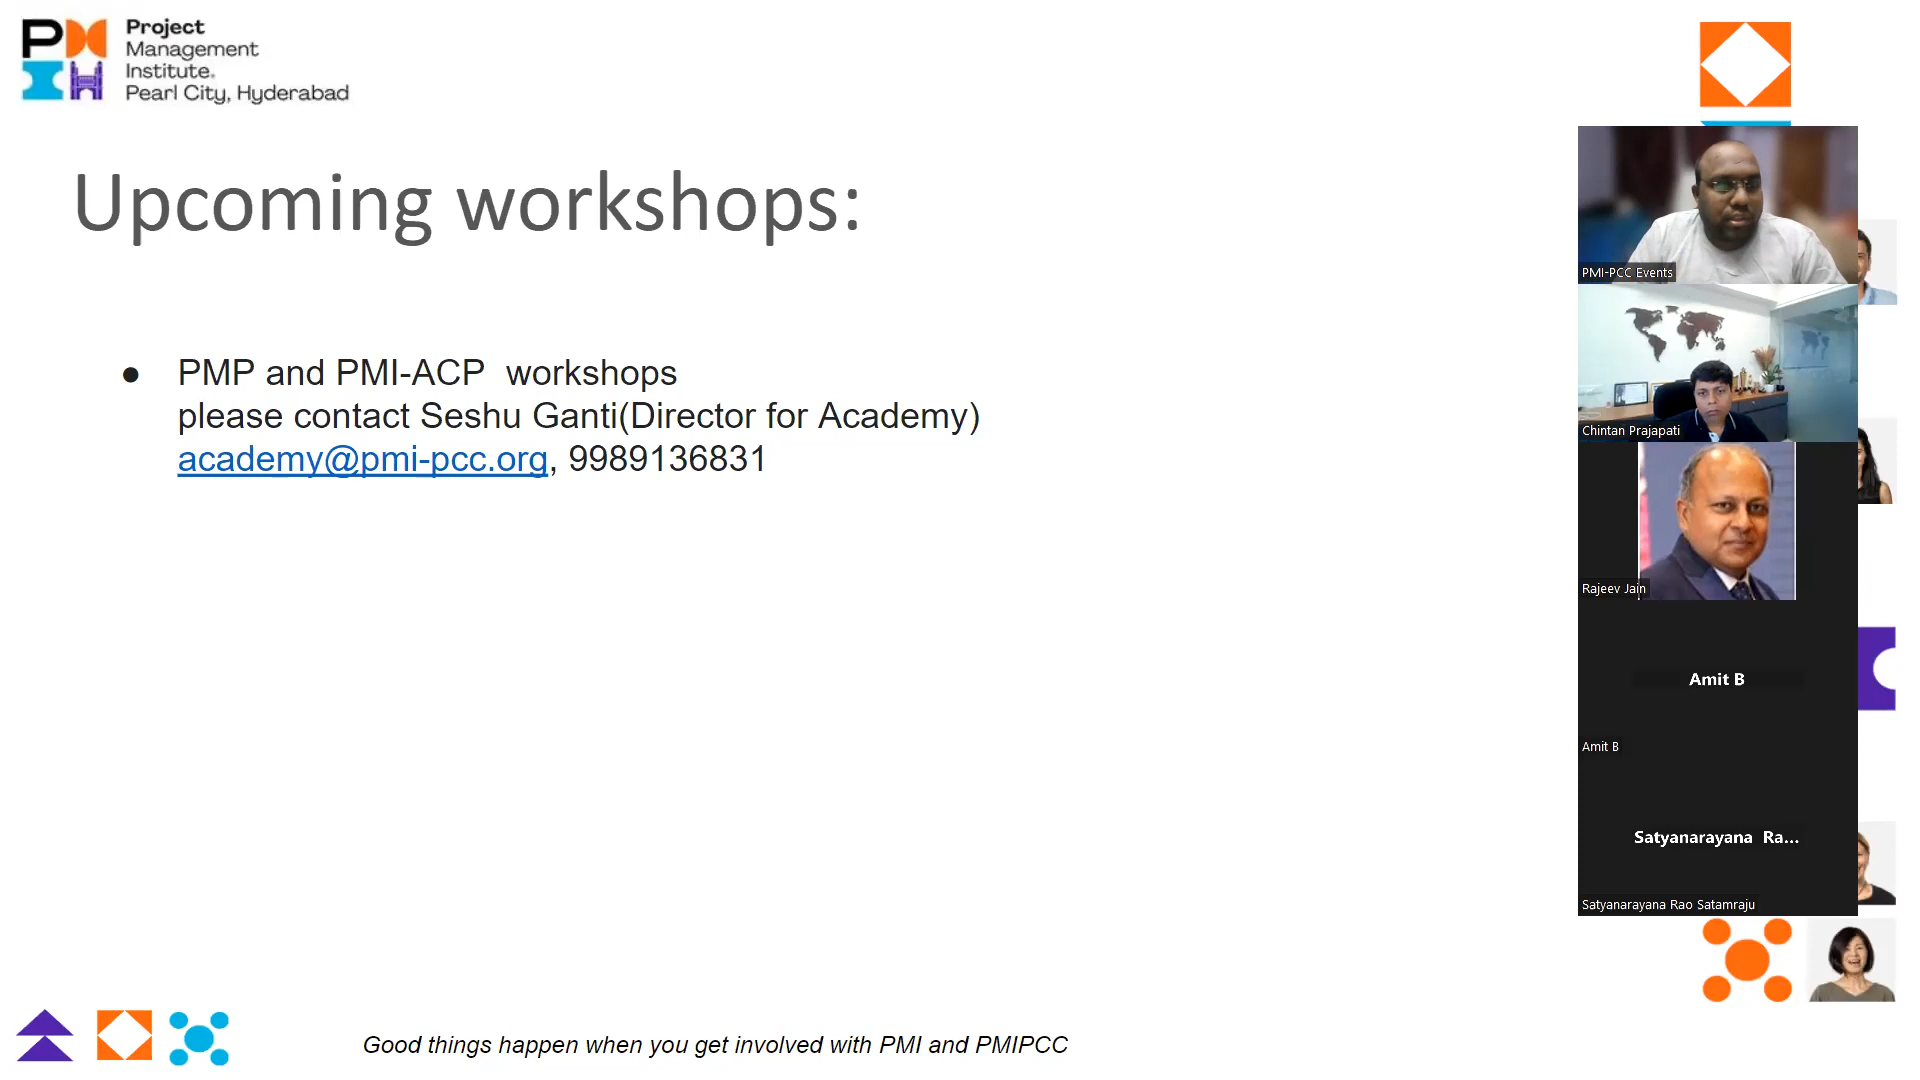 Project
Management
Institute.
Pearl City, Hyderabad
Upcoming workshops:
● PMP and PMI-ACP workshops
please contact Seshu Ganti(Director for Academy)
academy@pmi-pcc.org, 9989136831
PMI-PCC Events
Chintan Prajapati
Rajeev Jain
Amit B
Amit B
Satyanarayana Ra...
Satyanarayana Rao Satamraju
Good things happen when you get involved with PMI and PMIPCC